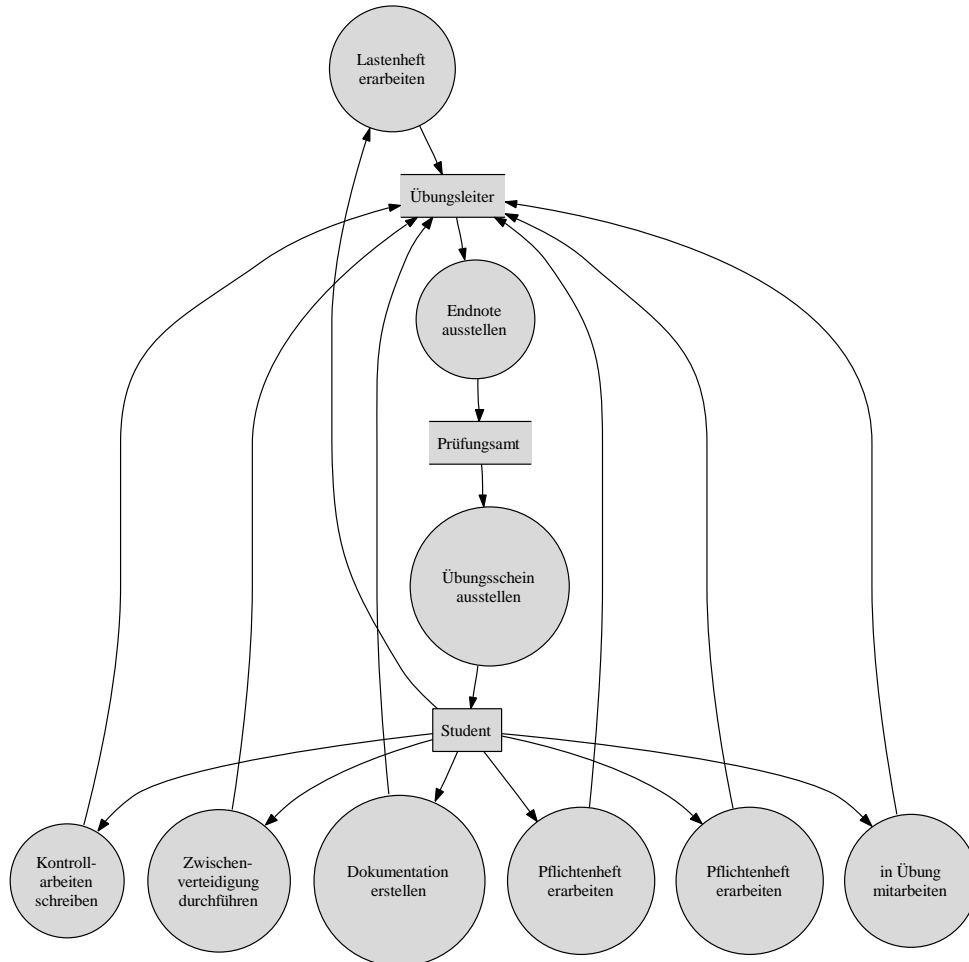 Lastenheft
erarbeiten
Übungsleiter
Endnote
ausstellen
Prüfungsamt
Übungsschein
ausstellen
Student
Kontroll-
arbeiten
schreiben
Zwischen-
verteidigung
durchführen
Dokumentation
erstellen
Pflichtenheft
erarbeiten
Pflichtenheft
erarbeiten
in Übung
mitarbeiten